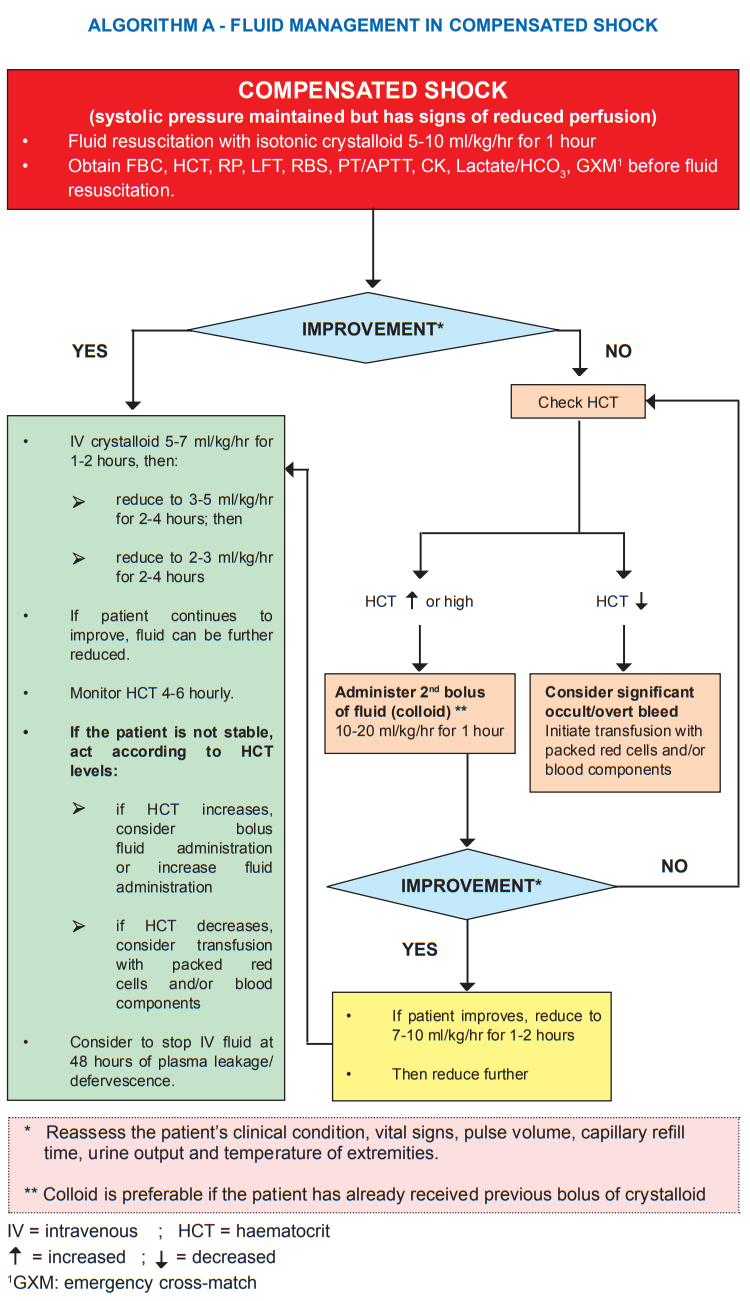 ALGORITHM A - FLUID MANAGEMENT IN COMPENSATED SHOCK
COMPENSATED SHOCK
(systolic pressure maintained but has signs of reduced perfusion)
• Fluid resuscitation with isotonic crystalloid 5-10 ml/kg/hr for 1 hour
• Obtain FBC, HCT, RP, LFT, RBS, PT/APTT, CK, Lactate/HCO₃, GXM¹ before fluid
resuscitation.
IMPROVEMENT*
YES
NO
Check HCT
• IV crystalloid 5-7 ml/kg/hr for
1-2 hours, then:
➢ reduce to 3-5 ml/kg/hr
for 2-4 hours; then
➢ reduce to 2-3 ml/kg/hr
for 2-4 hours
• If patient continues to
improve, fluid can be further
reduced.
• Monitor HCT 4-6 hourly.
• If the patient is not stable,
act according to HCT
levels:
➢ if HCT increases,
consider bolus
fluid administration
or increase fluid
administration
➢ if HCT decreases,
consider transfusion
with packed red
cells and/or blood
components
• Consider to stop IV fluid at
48 hours of plasma leakage/
defervescence.
HCT ↑ or high
HCT ↓
Administer 2ⁿᵈ bolus
of fluid (colloid) **
10-20 ml/kg/hr for 1 hour
Consider significant
occult/overt bleed
Initiate transfusion with
packed red cells and/or
blood components
IMPROVEMENT*
NO
YES
• If patient improves, reduce to
7-10 ml/kg/hr for 1-2 hours
• Then reduce further
* Reassess the patient's clinical condition, vital signs, pulse volume, capillary refill
time, urine output and temperature of extremities.
** Colloid is preferable if the patient has already received previous bolus of crystalloid
IV = intravenous ; HCT = haematocrit
↑ = increased ; ↓ = decreased
¹GXM: emergency cross-match